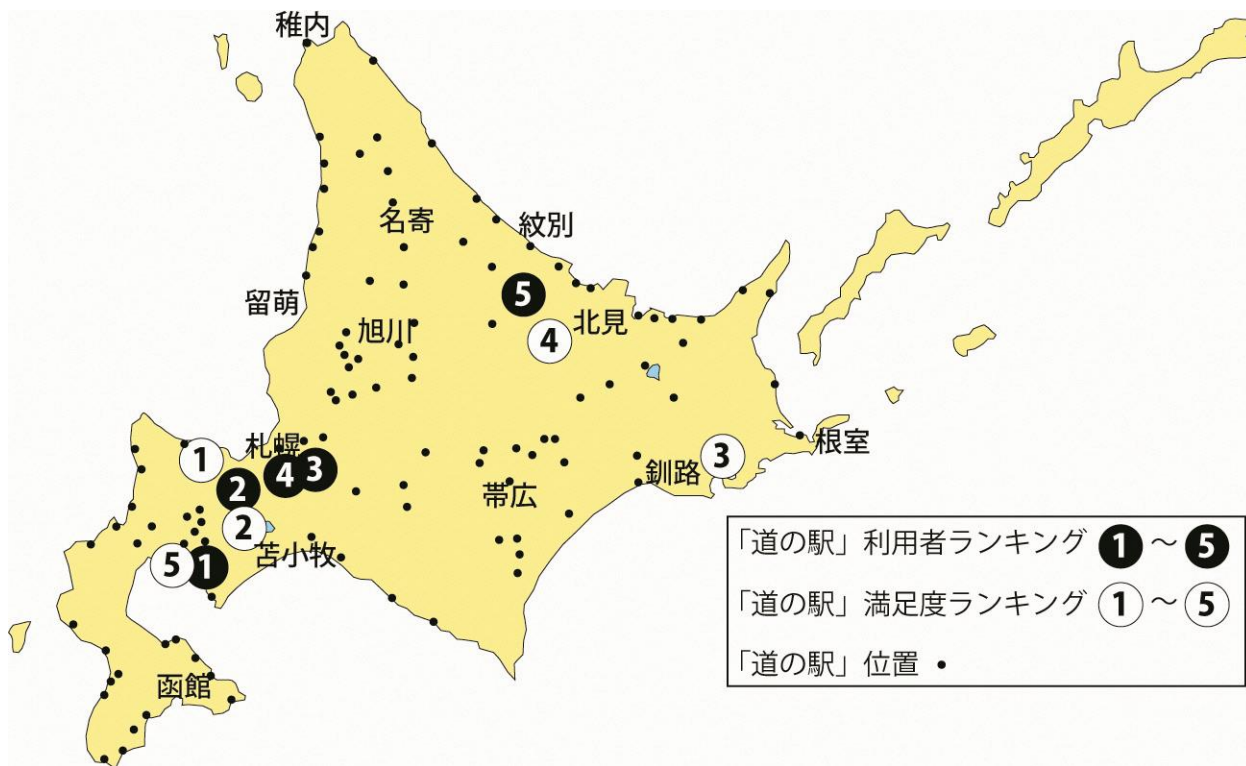 稚内
名寄
紋別
留萌
5
旭川
北見
4
札幌
1
4
3
根室
3
2
釧路
帯広
2
苫小牧
5
1
函館
「道の駅」利用者ランキング 1 ～ 5
「道の駅」満足度ランキング 1 ～ 5
「道の駅」位置 •